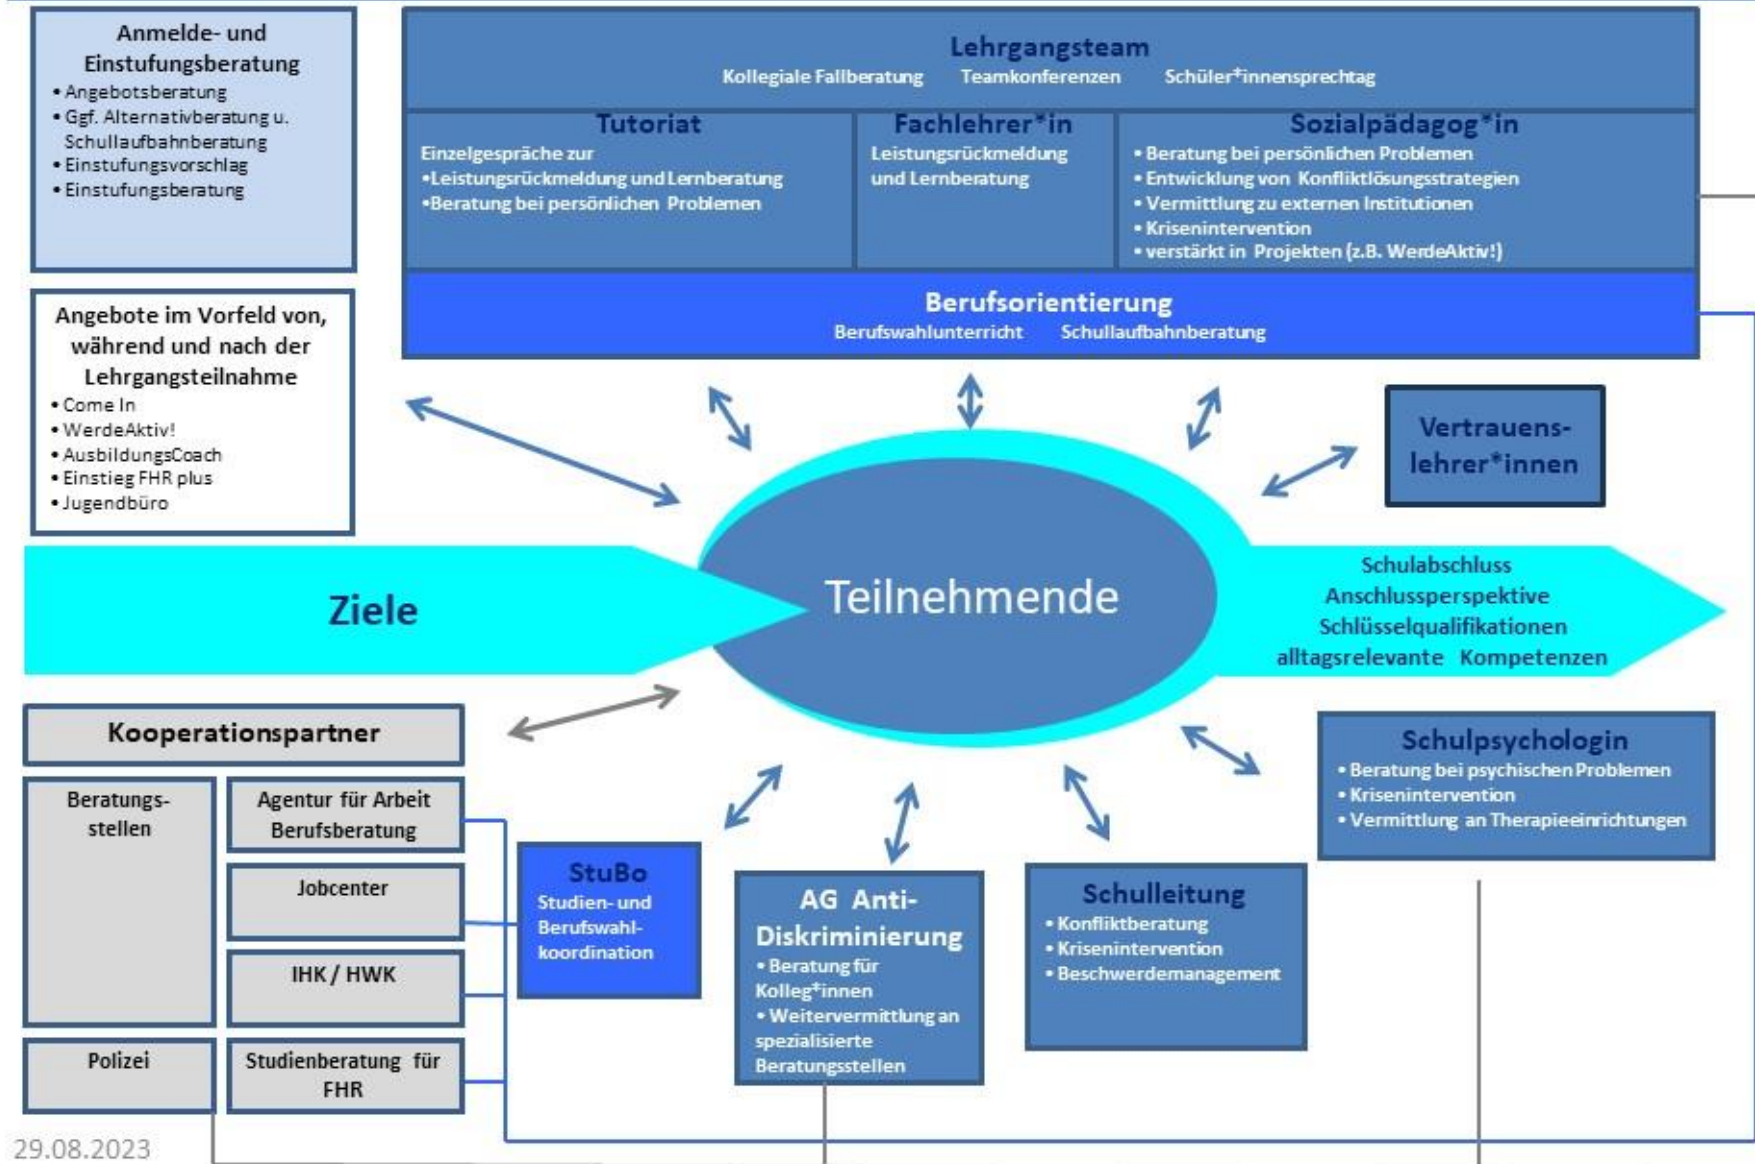 Anmelde- und
Einstufungsberatung
• Angebotsberatung
• Ggf. Alternativberatung u.
Schullaufbahnberatung
• Einstufungsvorschlag
• Einstufungsberatung
Lehrgangsteam
Kollegiale Fallberatung Teamkonferenzen Schüler*innensprechtag
Tutoriat
Einzelgespräche zur
•Leistungsrückmeldung und Lernberatung
•Beratung bei persönlichen Problemen
Fachlehrer*in
Leistungsrückmeldung
und Lernberatung
Sozialpädagog*in
• Beratung bei persönlichen Problemen
• Entwicklung von Konfliktlösungsstrategien
• Vermittlung zu externen Institutionen
• Krisenintervention
• verstärkt in Projekten (z.B. WerdeAktiv!)
Berufsorientierung
Berufswahlunterricht Schullaufbahnberatung
Angebote im Vorfeld von,
während und nach der
Lehrgangsteilnahme
• Come In
• WerdeAktiv!
• AusbildungsCoach
• Einstieg FHR plus
• Jugendbüro
Vertrauens-
lehrer*innen
Ziele
Teilnehmende
Schulabschluss
Anschlussperspektive
Schlüsselqualifikationen
alltagsrelevante Kompetenzen
Kooperationspartner
Beratungs-
stellen
Agentur für Arbeit
Berufsberatung
Jobcenter
IHK / HWK
Polizei
Studienberatung für
FHR
StuBo
Studien- und
Berufswahl-
koordination
AG Anti-
Diskriminierung
• Beratung für
Kolleg*innen
• Weitervermittlung an
spezialisierte
Beratungsstellen
Schulleitung
• Konfliktberatung
• Krisenintervention
• Beschwerdemanagement
Schulpsychologin
• Beratung bei psychischen Problemen
• Krisenintervention
• Vermittlung an Therapieeinrichtungen
29.08.2023